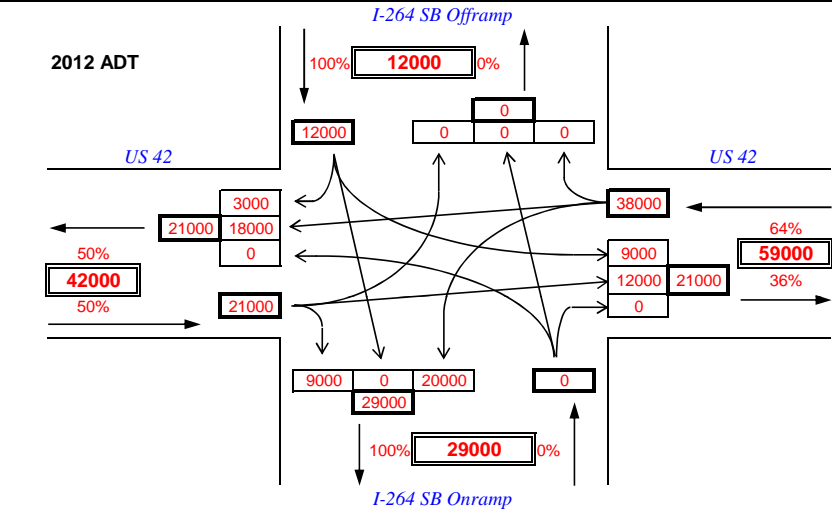 I-264 SB Offramp
2012 ADT
100% 12000 0%
0
12000 0 0 0
US 42 US 42
3000 38000
21000 18000 64%
0 9000 59000
50% 12000 21000 36%
42000 0
50% 21000
9000 0 20000 0
29000
100% 29000 0%
I-264 SB Onramp